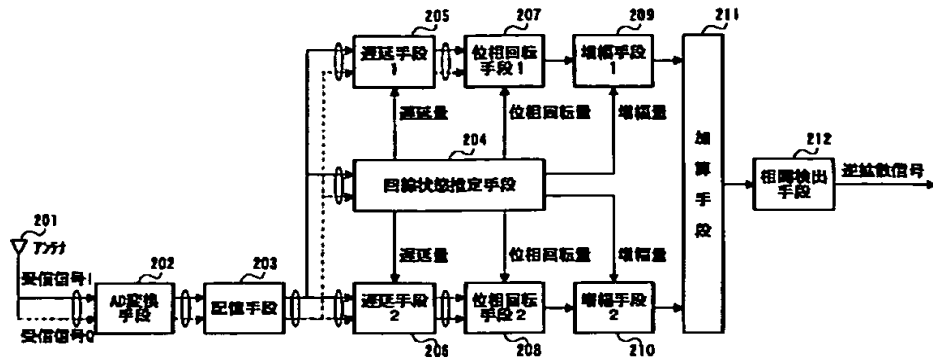 205
207
209
211
遅延手段
1
位相回転
手段1
増幅手段
1
遅延量
位相回転量
増幅量
204
回線状態推定手段
加算手段
212
相関検出
手段
逆拡散信号
201
アンテナ
遅延量
位相回転量
増幅量
受信信号I
202
203
AD変換
手段
記憶手段
遅延手段
2
位相回転
手段2
増幅手段
2
受信信号Q
206
208
210